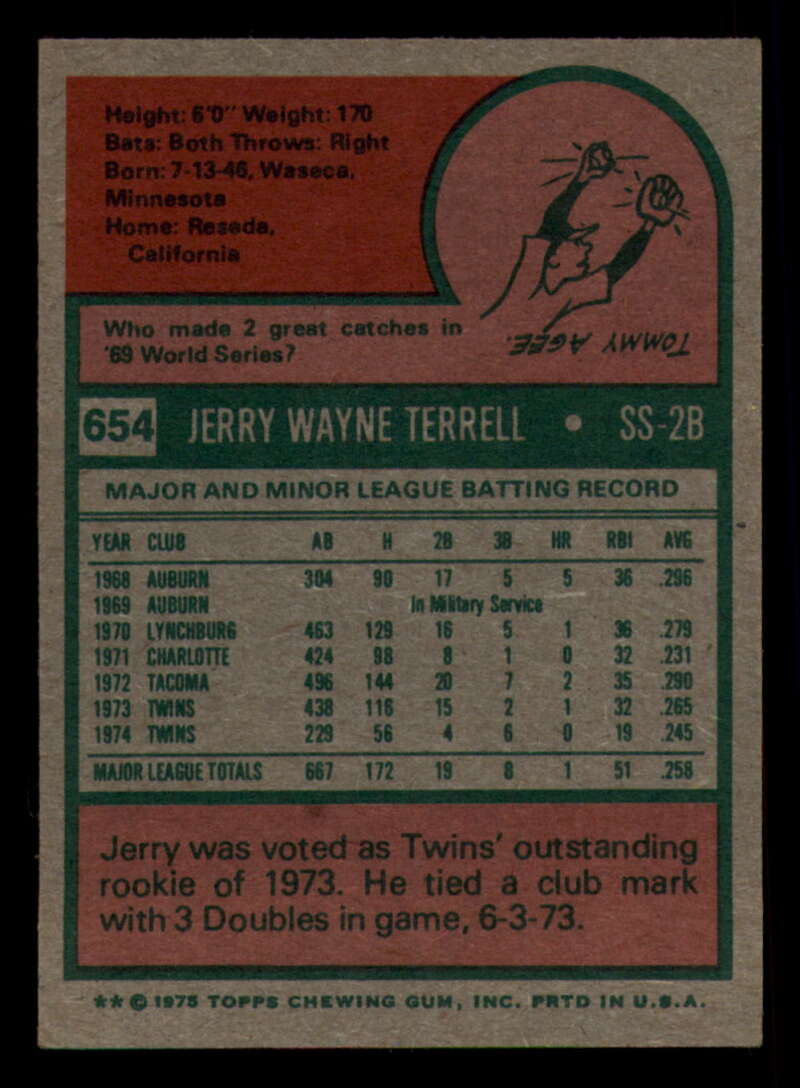 Height: 6'0" Weight: 170
Bats: Both Throws: Right
Born: 7-13-46, Waseca,
Minnesota
Home: Reseda,
California
Who made 2 great catches in
'69 World Series?
TOMMY AGEE.
654 JERRY WAYNE TERRELL • SS-2B
MAJOR AND MINOR LEAGUE BATTING RECORD
YEAR CLUB AB H 2B 3B HR RBI AVG
1968 AUBURN 304 90 17 5 5 36 .296
1969 AUBURN In Military Service
1970 LYNCHBURG 463 129 16 5 1 36 .279
1971 CHARLOTTE 424 98 8 1 0 32 .231
1972 TACOMA 496 144 20 7 2 35 .290
1973 TWINS 438 116 15 2 1 32 .265
1974 TWINS 229 56 4 6 0 19 .245
MAJOR LEAGUE TOTALS 667 172 19 8 1 51 .258
Jerry was voted as Twins' outstanding
rookie of 1973. He tied a club mark
with 3 Doubles in game, 6-3-73.
** © 1975 TOPPS CHEWING GUM, INC. PRTD IN U.S.A.